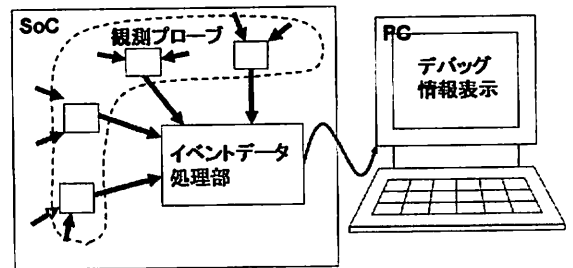 SoC
観測プローブ
イベントデータ
処理部
PC
デバッグ
情報表示